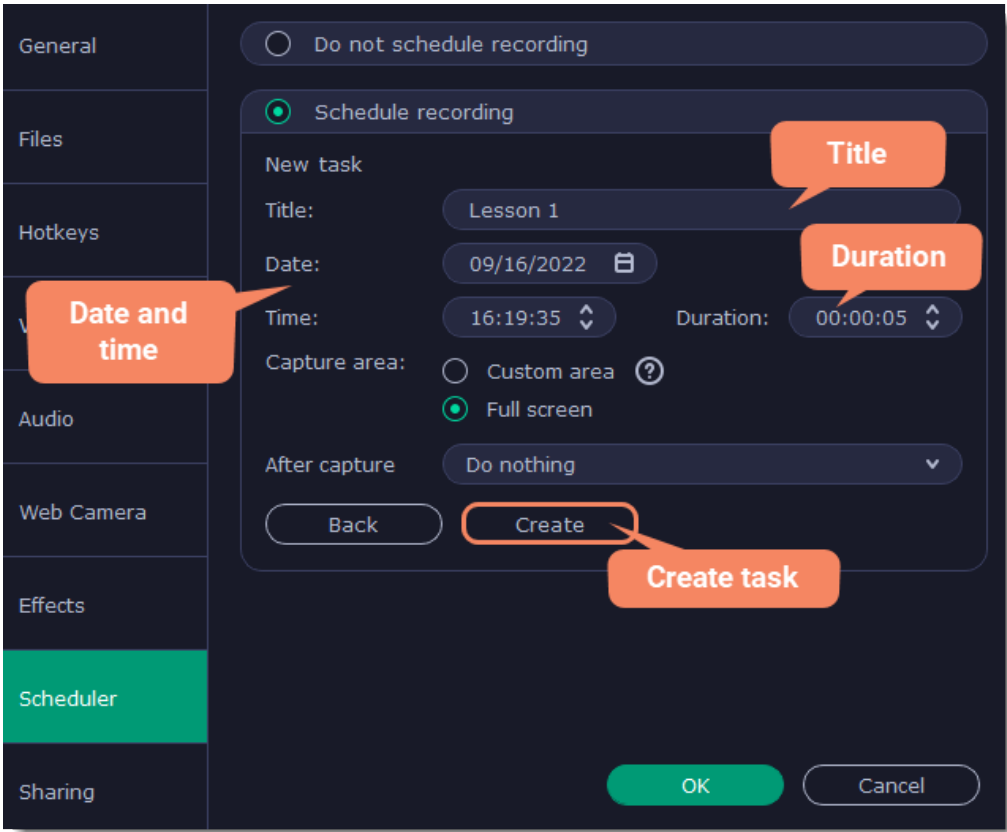 General
Files
Hotkeys
V
Audio
Web Camera
Effects
Scheduler
Sharing
Do not schedule recording
Schedule recording
New task
Title
Title: Lesson 1
Duration
Date: 09/16/2022
Date and
time
Time: 16:19:35 Duration: 00:00:05
Capture area: Custom area ?
Full screen
After capture Do nothing
Back Create
Create task
OK Cancel